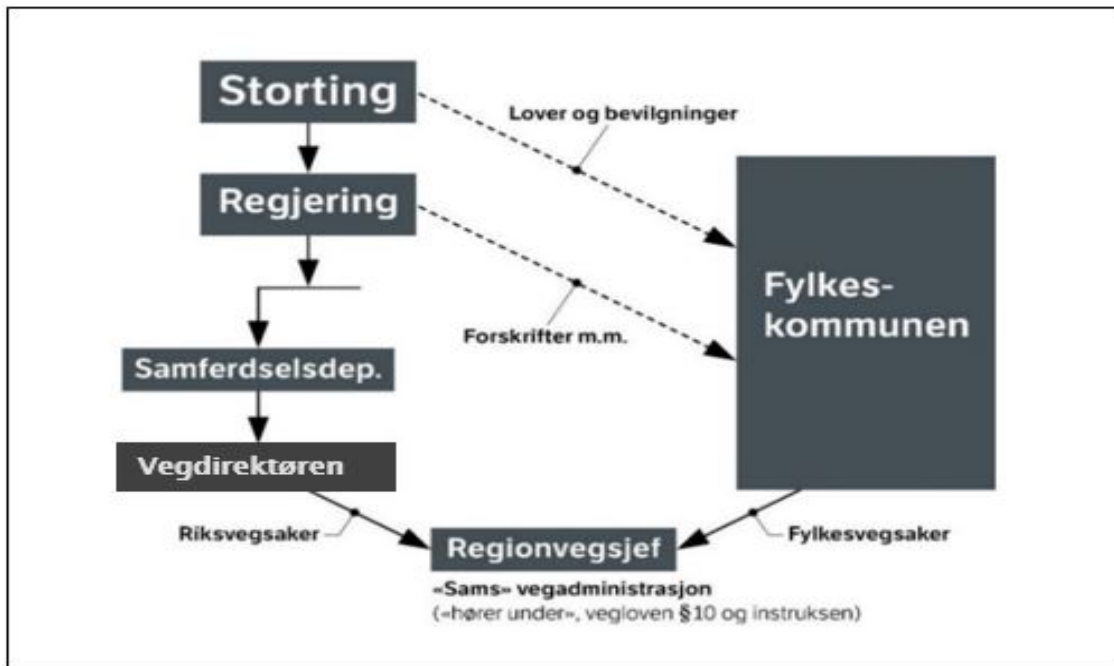 Storting
Lover og bevilgninger
Regjering
Fylkes-
kommunen
Forskrifter m.m.
Samferdselsdep.
Vegdirektøren
Riksvegsaker
Fylkesvegsaker
Regionvegsjef
«Sams» vegadministrasjon
(«hører under», vegloven §10 og instruksen)